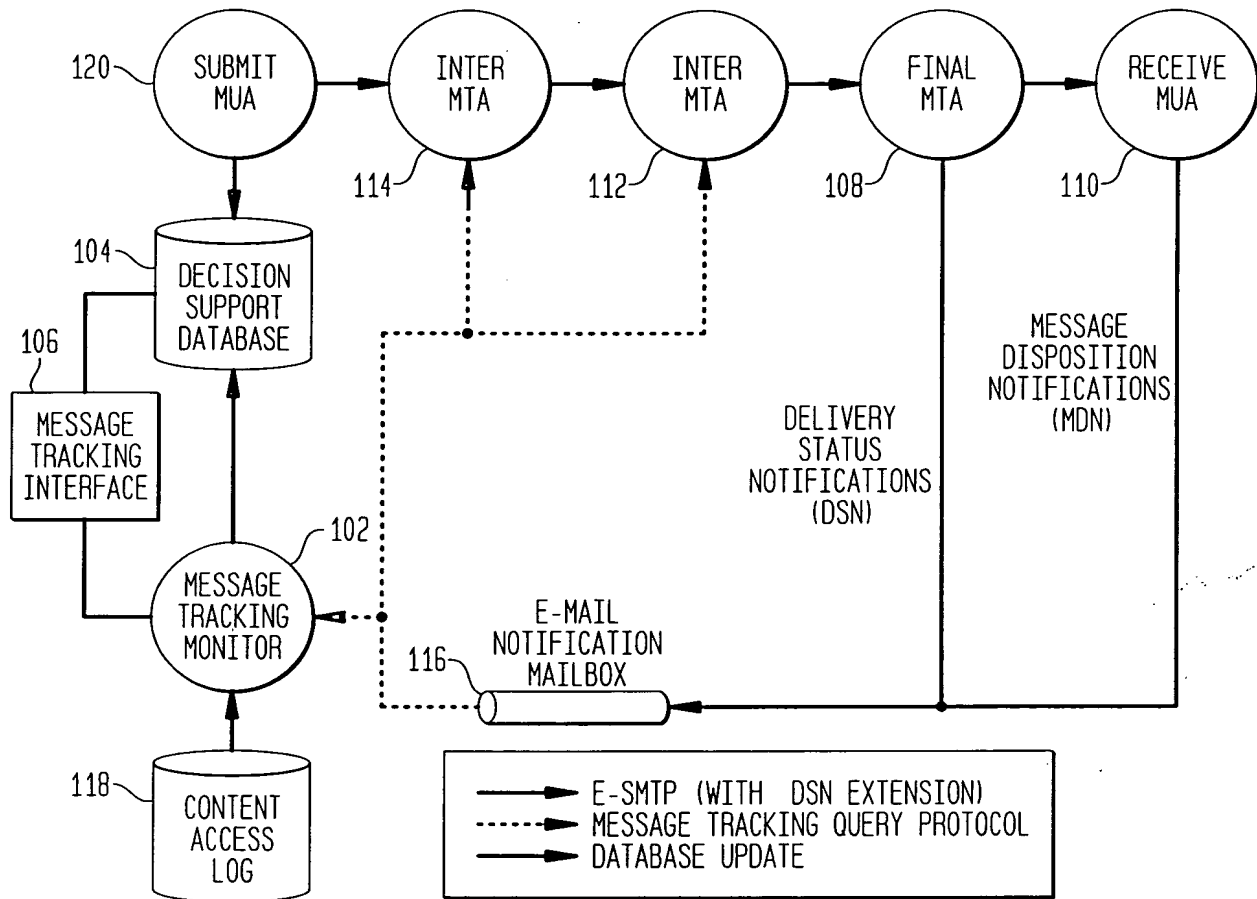 120
SUBMIT
MUA
INTER
MTA
114
INTER
MTA
112
FINAL
MTA
108
RECEIVE
MUA
110
104
DECISION
SUPPORT
DATABASE
106
MESSAGE
TRACKING
INTERFACE
MESSAGE
DISPOSITION
NOTIFICATIONS
(MDN)
DELIVERY
STATUS
NOTIFICATIONS
(DSN)
102
MESSAGE
TRACKING
MONITOR
E-MAIL
NOTIFICATION
MAILBOX
116
118
CONTENT
ACCESS
LOG
E-SMTP (WITH DSN EXTENSION)
MESSAGE TRACKING QUERY PROTOCOL
DATABASE UPDATE